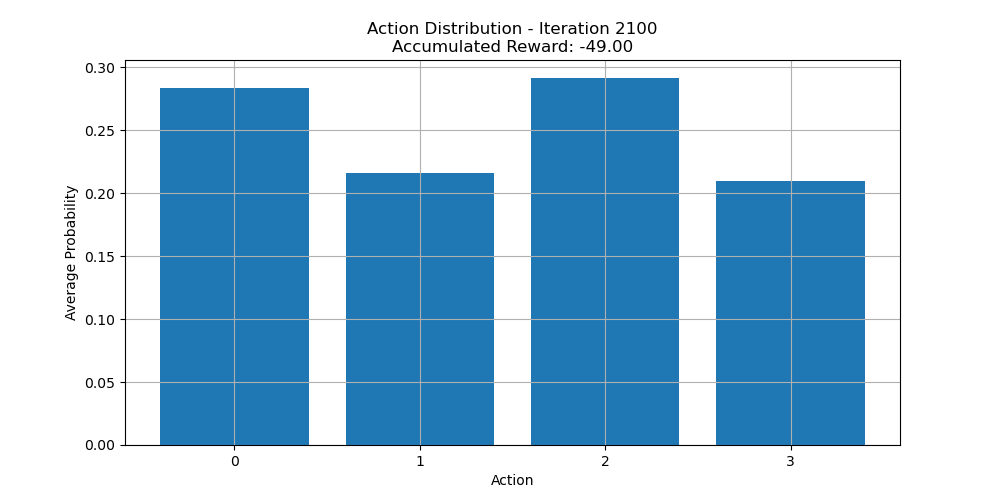 Action Distribution - Iteration 2100
Accumulated Reward: -49.00
0.30
0.25
0.20
0.15
0.10
0.05
0.00
Average Probability
0 1 2 3
Action